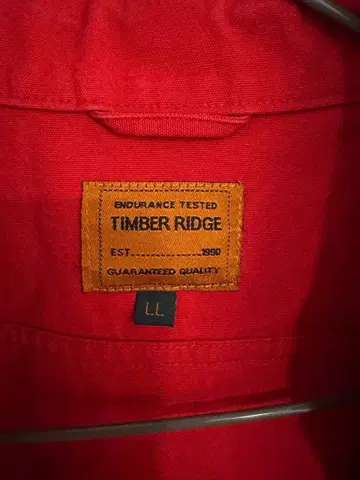 ENDURANCE TESTED
TIMBER RIDGE
EST..............1990
GUARANTEED QUALITY
LL